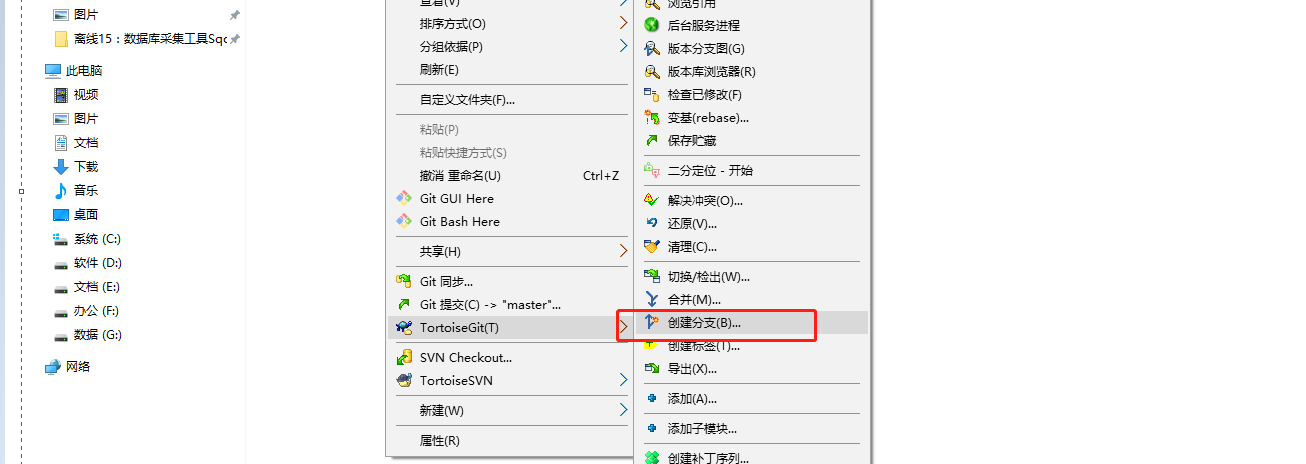 图片
离线15：数据库采集工具Sqc
此电脑
视频
图片
文档
下载
音乐
桌面
系统 (C:)
软件 (D:)
文档 (E:)
办公 (F:)
数据 (G:)
网络
查看(V)
排序方式(O)
分组依据(P)
刷新(E)
自定义文件夹(F)...
粘贴(P)
粘贴快捷方式(S)
撤消 重命名(U) Ctrl+Z
Git GUI Here
Git Bash Here
共享(H)
Git 同步...
Git 提交(C) -> "master"...
TortoiseGit(T)
SVN Checkout...
TortoiseSVN
新建(W)
属性(R)
浏览引用
后台服务进程
版本分支图(G)
版本库浏览器(R)
检查已修改(F)
变基(rebase)...
保存贮藏
二分定位 - 开始
解决冲突(O)...
还原(V)...
清理(C)...
切换/检出(W)...
合并(M)...
创建分支(B)...
创建标签(T)...
导出(X)...
添加(A)...
添加子模块...
创建补丁序列...